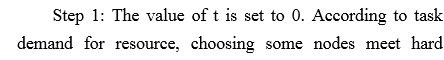 Step 1: The value of t is set to 0. According to task
demand for resource, choosing some nodes meet hard